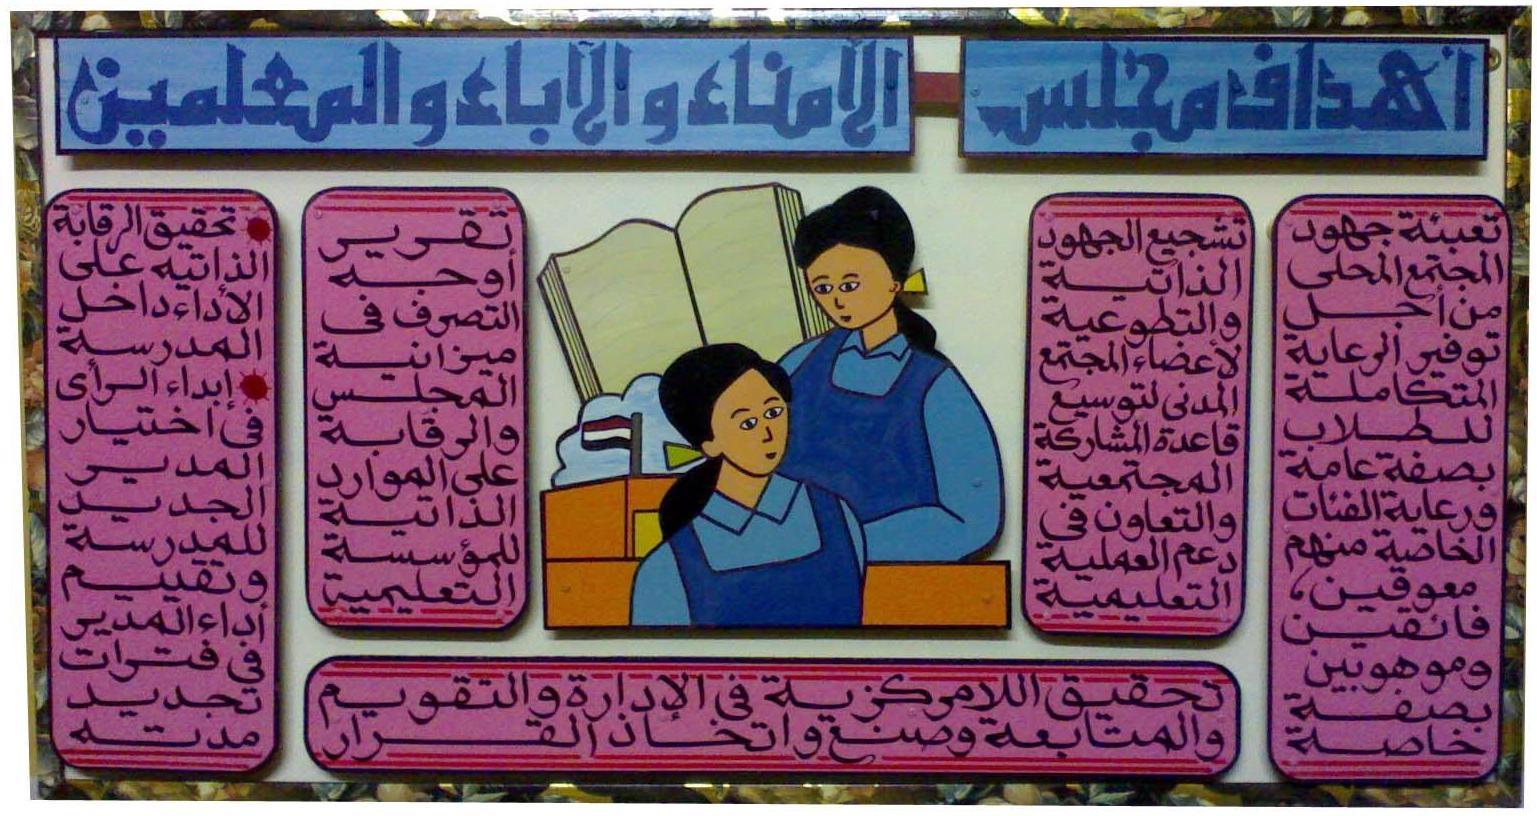 أهداف مجلس الأمناء والآباء والمعلمين
تعبئة جهود
المجتمع المحلى
من أجل
توفير الرعاية
المتكاملة
للطلاب
بصفة عامة
ورعاية الفئات
الخاصة منهم
معوقين،
فائقين
وموهوبين
بصفة
خاصة
تشجيع الجهود
الذاتية
والتطوعية
لأعضاء المجتمع
المدنى لتوسيع
قاعدة المشاركة
المجتمعية
والتعاون فى
دعم العملية
التعليمية
تقرير
أوجه
التصرف فى
ميزانية
المجلس
والرقابة
على الموارد
الذاتية
للمؤسسة
التعليمية
تحقيق الرقابة
الذاتيه على
الأداء داخل
المدرسة
إبداء الرأى
فى اختيار
المدير
الجديد
للمدرسة
وتقييم
أداء المدير
فى فترات
تجديد
مدته
تحقيق اللامركزية فى الإدارة والتقويم
والمتابعة وصنع واتخاذ القرار